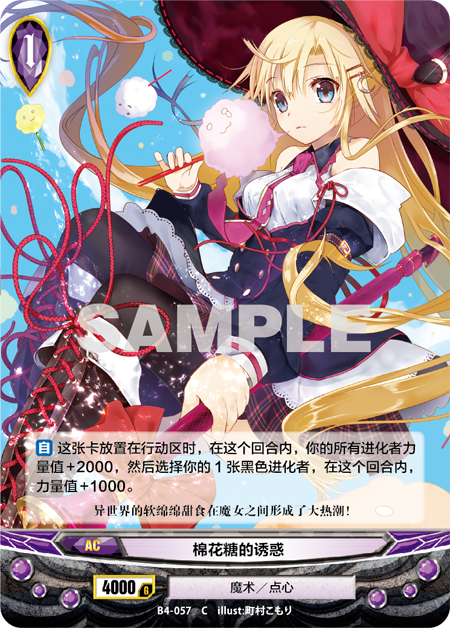 1
SAMPLE
自 这张卡放置在行动区时，在这个回合内，你的所有进化者力
量值+2000，然后选择你的1张黑色进化者，在这个回合内，
力量值+1000。
异世界的软绵绵甜食在魔女之间形成了大热潮！
AC 棉花糖的诱惑
4000 魔术／点心
B4-057 C illust:町村こもり